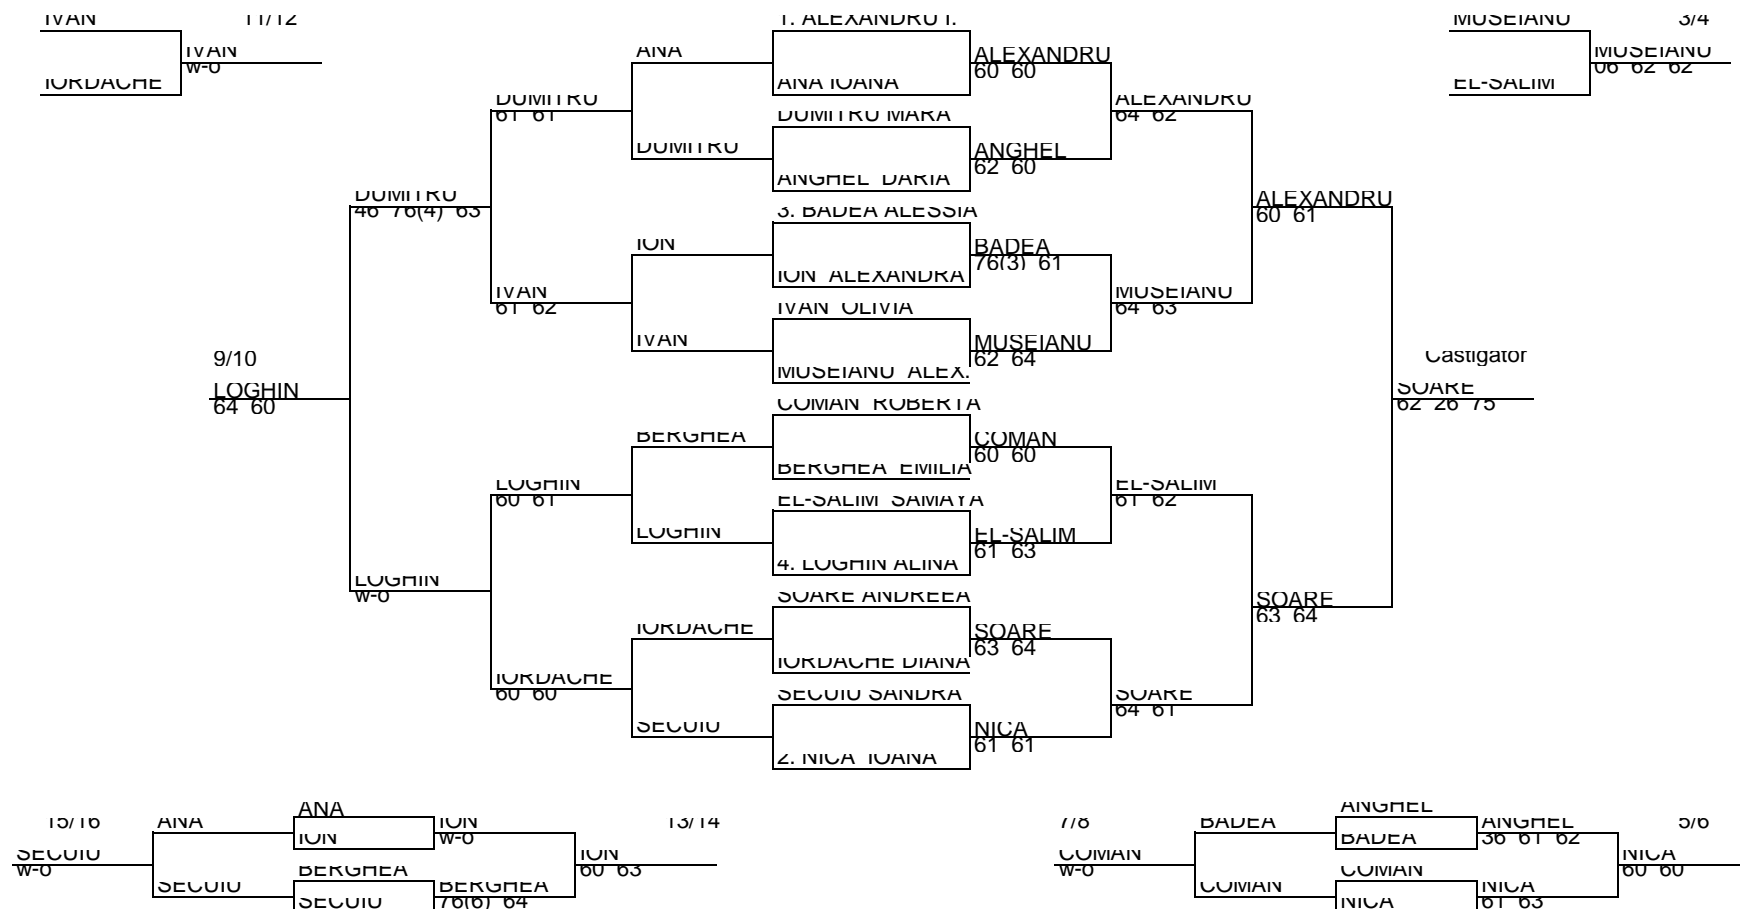 IVAN 11/12
IVAN
w-o
IORDACHE
1. ALEXANDRU I.
ANA
ALEXANDRU
60 60
ANA IOANA
MUSEIANU 3/4
MUSEIANU
06 62 62
EL-SALIM
DUMITRU
61 61
ALEXANDRU
64 62
DUMITRU MARA
DUMITRU
ANGHEL
62 60
ANGHEL DARIA
DUMITRU
46 76(4) 63
ALEXANDRU
60 61
3. BADEA ALESSIA
ION
BADEA
76(3) 61
ION ALEXANDRA
IVAN
61 62
MUSEIANU
64 63
IVAN OLIVIA
IVAN
MUSEIANU
62 64
MUSEIANU ALEX.
9/10
LOGHIN
64 60
Castigator
SOARE
62 26 75
COMAN ROBERTA
BERGHEA
COMAN
60 60
BERGHEA EMILIA
LOGHIN
60 61
EL-SALIM
61 62
EL-SALIM SAMAYA
LOGHIN
EL-SALIM
61 63
4. LOGHIN ALINA
LOGHIN
w-o
SOARE
63 64
SOARE ANDREEA
IORDACHE
SOARE
63 64
IORDACHE DIANA
IORDACHE
60 60
SOARE
64 61
SECUIU SANDRA
SECUIU
NICA
61 61
2. NICA IOANA
15/16
ANA
ANA
ION
ION
w-o
13/14
SECUIU
w-o
ION
60 63
BERGHEA
SECUIU
SECUIU
BERGHEA
76(6) 64
7/8
BADEA
ANGHEL
BADEA
ANGHEL
36 61 62
5/6
COMAN
w-o
NICA
60 60
COMAN
COMAN
NICA
NICA
61 63